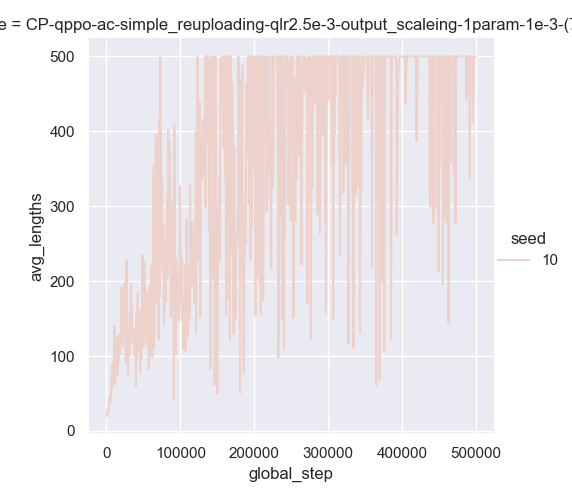 e = CP-qppo-ac-simple_reuploading-qlr2.5e-3-output_scaleing-1param-1e-3-(7
500
400
300
200
100
0
avg_lengths
0 100000 200000 300000 400000 500000
global_step
seed
10